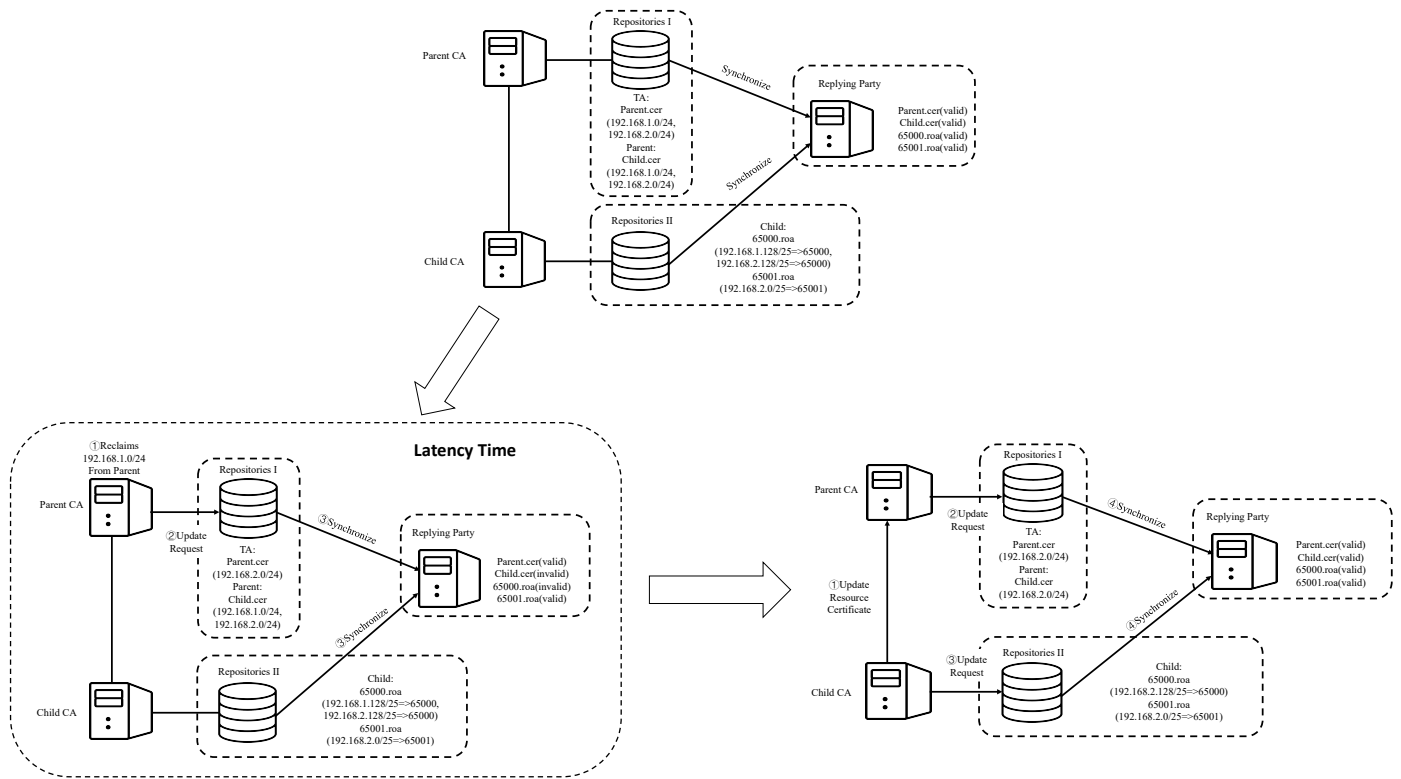 Repositories I
Parent CA
TA:
Parent.cer
(192.168.1.0/24,
192.168.2.0/24)
Parent:
Child.cer
(192.168.1.0/24,
192.168.2.0/24)
Synchronize
Replying Party
Parent.cer(valid)
Child.cer(valid)
65000.roa(valid)
65001.roa(valid)
Synchronize
Child CA
Repositories II
Child:
65000.roa
(192.168.1.128/25=>65000,
192.168.2.128/25=>65000)
65001.roa
(192.168.2.0/25=>65001)
Latency Time
①Reclaims
192.168.1.0/24
From Parent
Parent CA
②Update
Request
Repositories I
TA:
Parent.cer
(192.168.2.0/24)
Parent:
Child.cer
(192.168.1.0/24,
192.168.2.0/24)
③Synchronize
Replying Party
Parent.cer(valid)
Child.cer(invalid)
65000.roa(invalid)
65001.roa(valid)
③Synchronize
Child CA
Repositories II
Child:
65000.roa
(192.168.1.128/25=>65000,
192.168.2.128/25=>65000)
65001.roa
(192.168.2.0/25=>65001)
Parent CA
②Update
Request
Repositories I
TA:
Parent.cer
(192.168.2.0/24)
Parent:
Child.cer
(192.168.2.0/24)
④Synchronize
Replying Party
Parent.cer(valid)
Child.cer(valid)
65000.roa(valid)
65001.roa(valid)
④Synchronize
①Update
Resource
Certificate
Child CA
③Update
Request
Repositories II
Child:
65000.roa
(192.168.2.128/25=>65000)
65001.roa
(192.168.2.0/25=>65001)